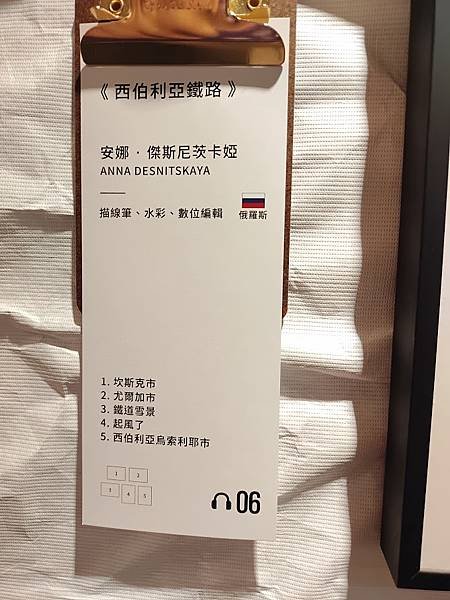 《西伯利亞鐵路》
安娜．傑斯尼茨卡婭
ANNA DESNITSKAYA
描線筆、水彩、數位編輯
俄羅斯
1. 坎斯克市
2. 尤爾加市
3. 鐵道雪景
4. 起風了
5. 西伯利亞烏索利耶市
1 2
3 4 5
06